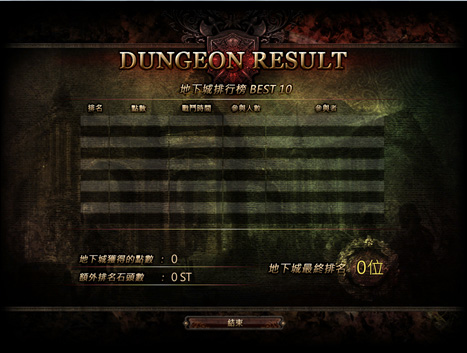 DUNGEON RESULT
地下城排行榜 BEST 10
排名 點數 戰鬥時間 參與人數 參與者
地下城獲得的點數 : 0
額外排名石頭數 : 0 ST
地下城最終排名 0位
結束